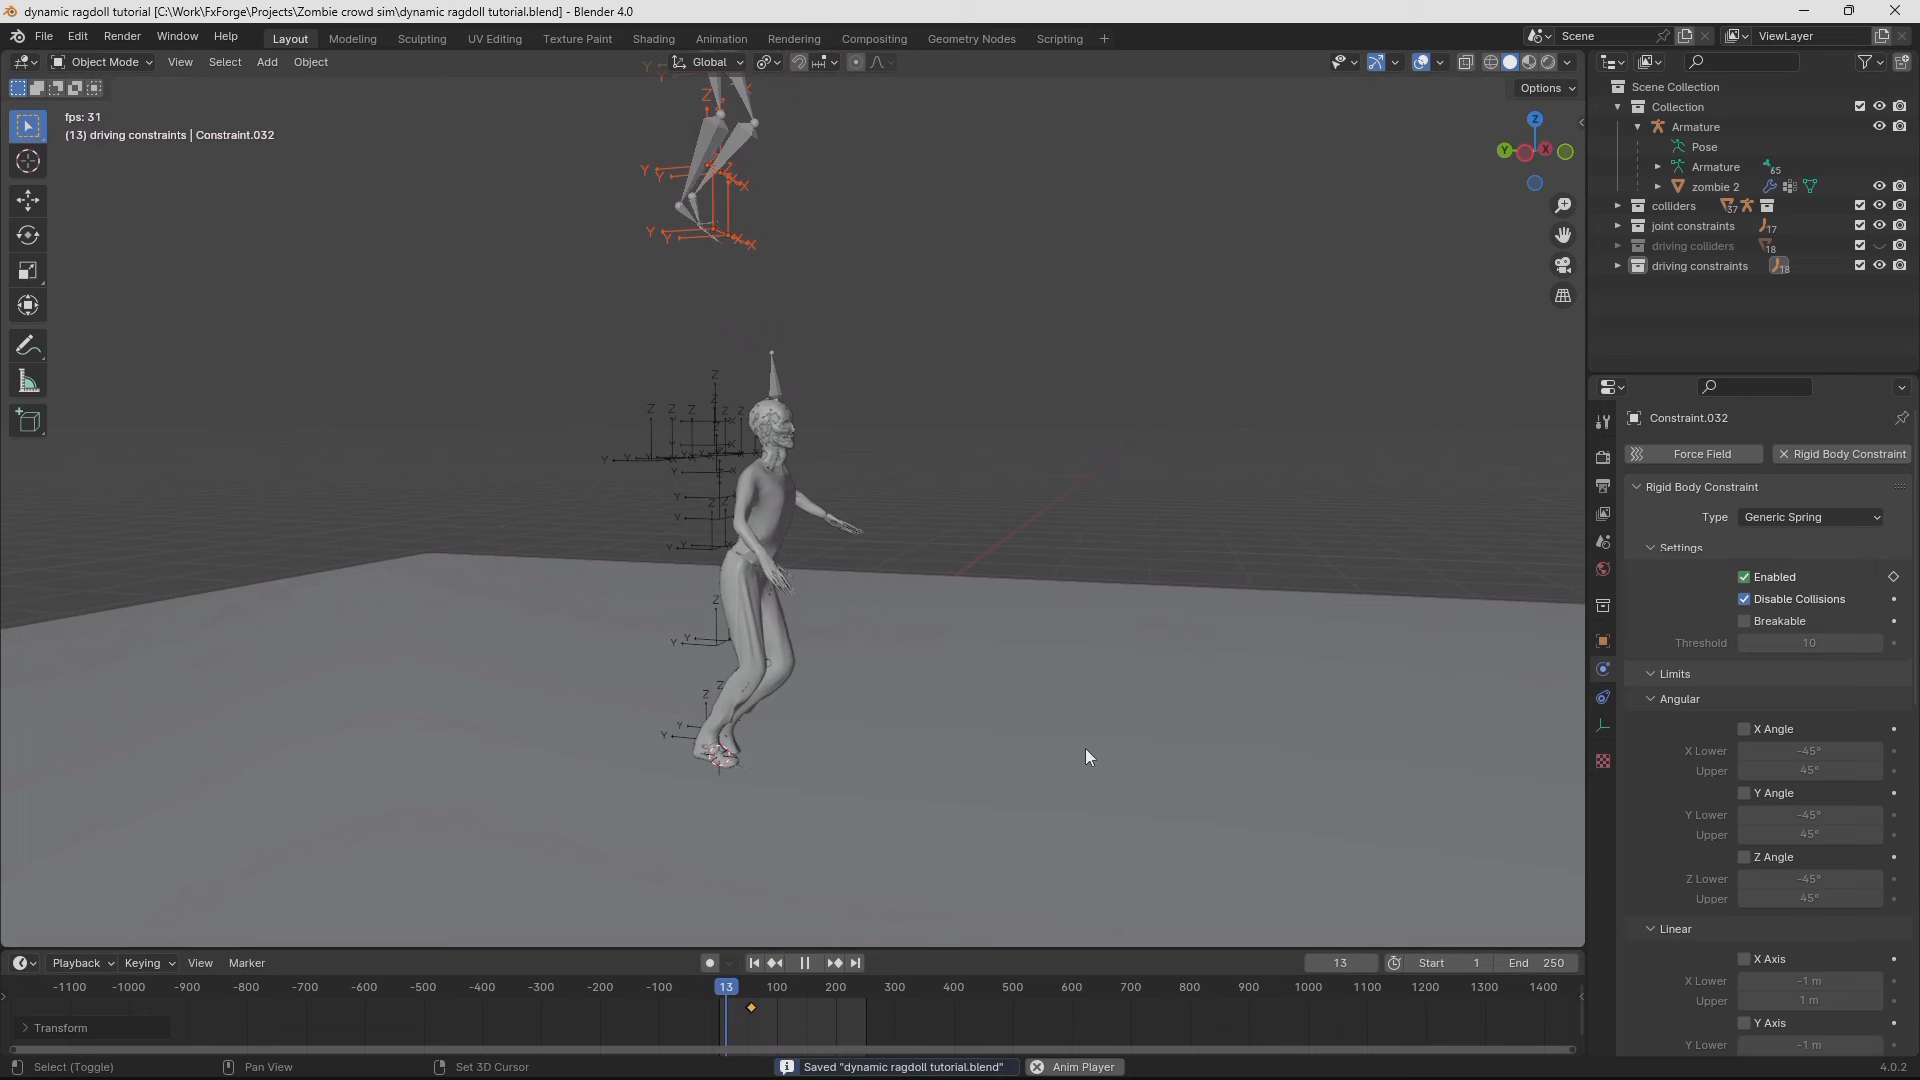 dynamic ragdoll tutorial [C:\Work\FxForge\Projects\Zombie crowd sim\dynamic ragdoll tutorial.blend] - Blender 4.0
File Edit Render Window Help
Layout Modeling Sculpting UV Editing Texture Paint Shading Animation Rendering Compositing Geometry Nodes Scripting +
Scene
ViewLayer
Object Mode View Select Add Object
Global
Options
fps: 31
(13) driving constraints | Constraint.032
Scene Collection
Collection
Armature
Pose
Armature 65
zombie 2
colliders 37
joint constraints 17
driving colliders 18
driving constraints 18
Constraint.032
Force Field
Rigid Body Constraint
Rigid Body Constraint
Type Generic Spring
Settings
Enabled
Disable Collisions
Breakable
Threshold 10
Limits
Angular
X Angle
X Lower -45°
Upper 45°
Y Angle
Y Lower -45°
Upper 45°
Z Angle
Z Lower -45°
Upper 45°
Linear
X Axis
X Lower -1 m
Upper 1 m
Y Axis
Y Lower -1 m
Playback Keying View Marker
13 Start 1 End 250
-1100 -1000 -900 -800 -700 -600 -500 -400 -300 -200 -100 13 100 200 300 400 500 600 700 800 900 1000 1100 1200 1300 1400
Transform
Select (Toggle) Pan View Set 3D Cursor Saved "dynamic ragdoll tutorial.blend" Anim Player 4.0.2